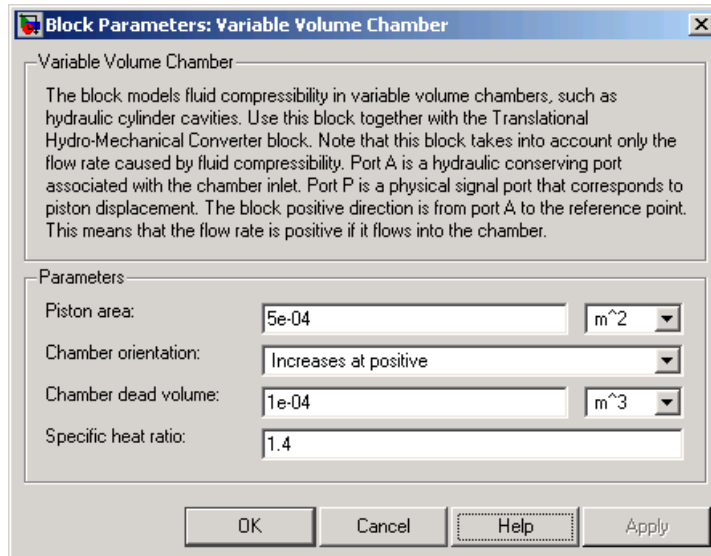 Block Parameters: Variable Volume Chamber
Variable Volume Chamber
The block models fluid compressibility in variable volume chambers, such as
hydraulic cylinder cavities. Use this block together with the Translational
Hydro-Mechanical Converter block. Note that this block takes into account only the
flow rate caused by fluid compressibility. Port A is a hydraulic conserving port
associated with the chamber inlet. Port P is a physical signal port that corresponds to
piston displacement. The block positive direction is from port A to the reference point.
This means that the flow rate is positive if it flows into the chamber.
Parameters
Piston area: 5e-04 m^2
Chamber orientation: Increases at positive
Chamber dead volume: 1e-04 m^3
Specific heat ratio: 1.4
OK Cancel Help Apply